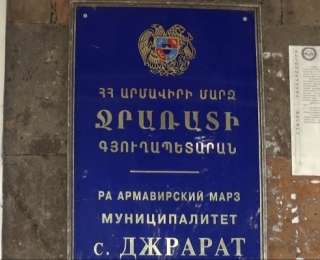 ՀՀ ԱՐՄԱՎԻՐԻ ՄԱՐԶ
ՋՐԱՌԱՏԻ
ԳՅՈՒՂԱՊԵՏԱՐԱՆ
РА АРМАВИРСКИЙ МАРЗ
МУНИЦИПАЛИТЕТ
с. ДЖРАРАТ